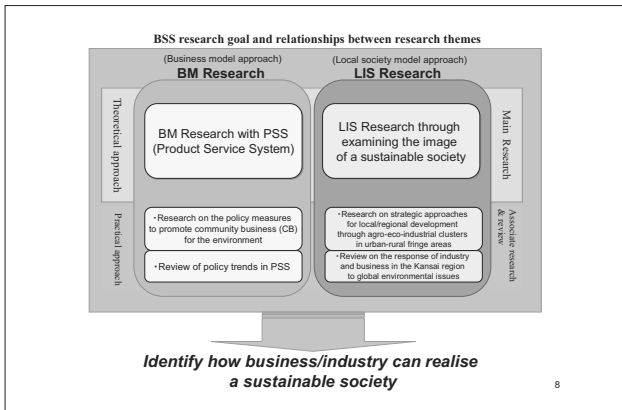 BSS research goal and relationships between research themes
(Business model approach)
BM Research
(Local society model approach)
LIS Research
Theoretical approach
BM Research with PSS
(Product Service System)
LIS Research through
examining the image
of a sustainable society
Main Research
Practical approach
・Research on the policy measures
to promote community business (CB)
for the environment
・Review of policy trends in PSS
・Research on strategic approaches
for local/regional development
through agro-eco-industrial clusters
in urban-rural fringe areas
・Review on the response of industry
and business in the Kansai region
to global environmental issues
Associate research
& review
Identify how business/industry can realise
a sustainable society
8